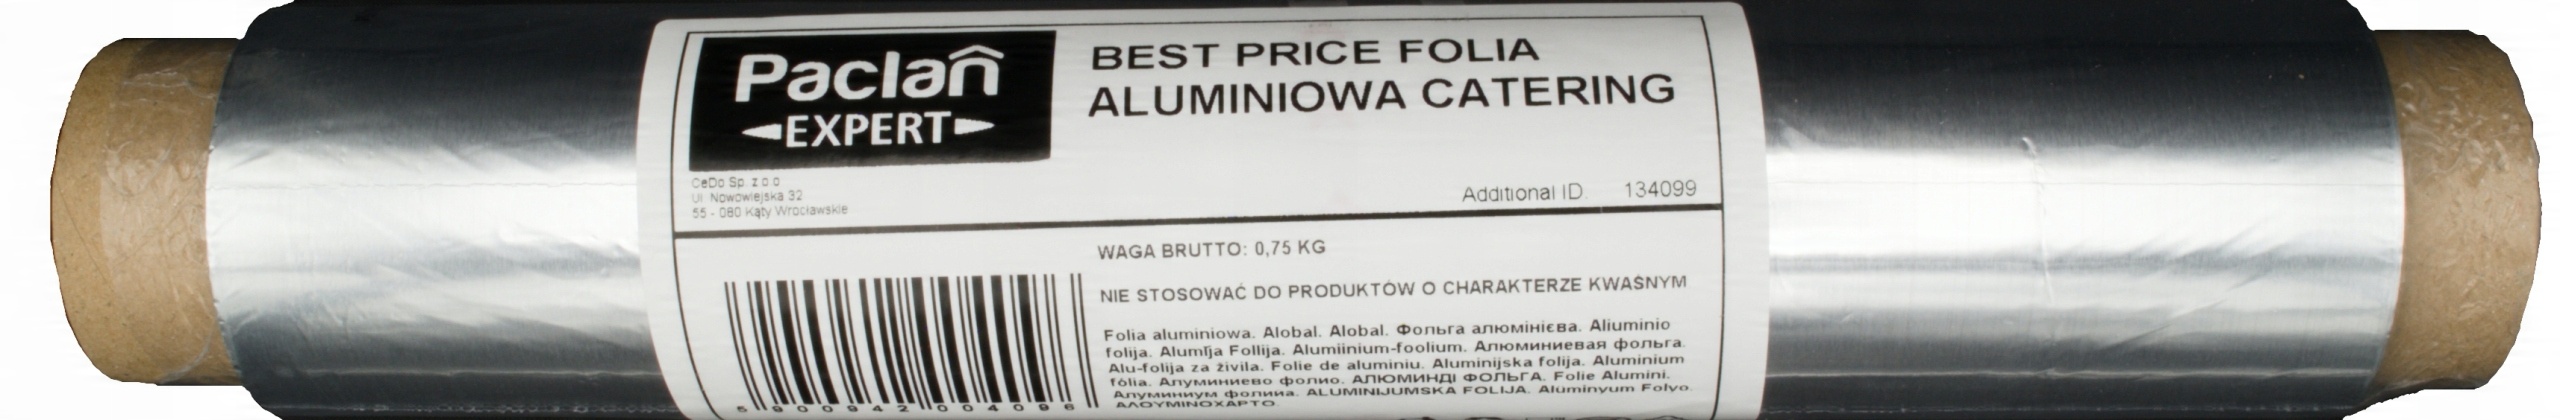 Paclan
EXPERT
BEST PRICE FOLIA
ALUMINIOWA CATERING
CeDo Sp. z o.o
Ul Nowowiejska 32
55 - 080 Kąty Wrocławskie
Additional ID. 134099
WAGA BRUTTO: 0,75 KG
NIE STOSOWAĆ DO PRODUKTÓW O CHARAKTERZE KWAŚNYM
Folia aluminiowa. Alobal. Alobal. Фольга алюмінієва. Aliuminio
folija. Alumīja Follija. Alumiinium-foolium. Алюминиевая фольга.
Alu-folija za živila. Folie de aluminiu. Aluminijska folija. Aluminium
fólia. Алуминиево фолио. АЛЮМИНДІ ФОЛЬГА. Folie Alumini.
Алуминиум фолииа. ALUMINIJUMSKA FOLIJA. Aluminyum Folyo.
ΑΛΟΥΜΙΝΟΧΑΡΤΟ.
5 900942 004096